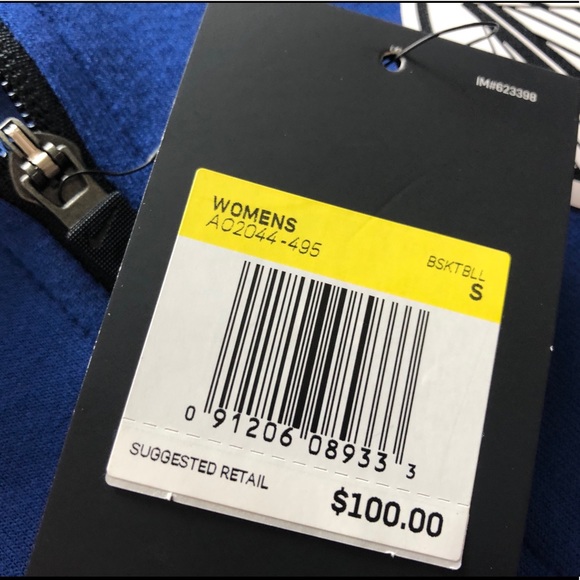 IM#623398
WOMENS
AO2044-495
BSKTBLL
S
0 91206 08933 3
SUGGESTED RETAIL
$100.00